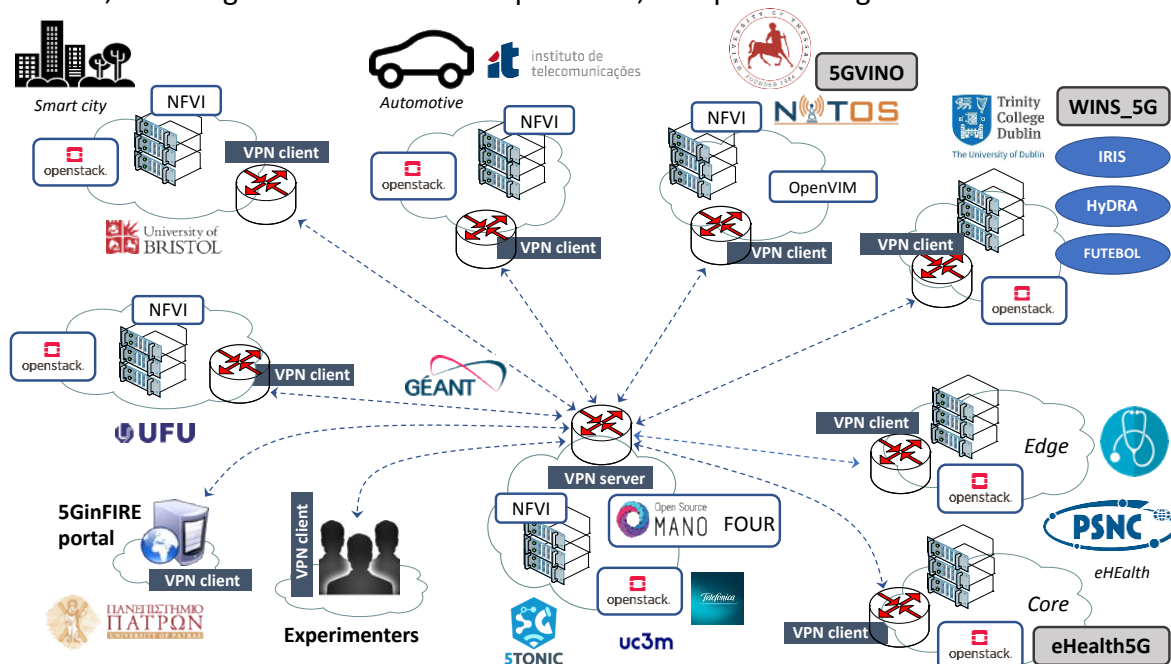 Smart city
NFVI
openstack.
VPN client
University of
BRISTOL
Automotive
instituto de
telecomunicações
NFVI
openstack.
VPN client
UNIVERSITY OF THESSALY
5GVINO
NITOS
NFVI
OpenVIM
VPN client
Trinity
College
Dublin
The University of Dublin
WINS_5G
IRIS
HyDRA
FUTEBOL
VPN client
openstack.
NFVI
openstack.
VPN client
UFU
GÉANT
VPN server
NFVI
Open Source
MANO FOUR
openstack.
Telefónica
5TONIC
uc3m
5GinFIRE
portal
VPN client
ΠΑΝΕΠΙΣΤΗΜΙΟ
ΠΑΤΡΩΝ
UNIVERSITY OF PATRAS
VPN client
Experimenters
VPN client
Edge
openstack.
PSNC
eHEalth
Core
VPN client
openstack.
eHealth5G